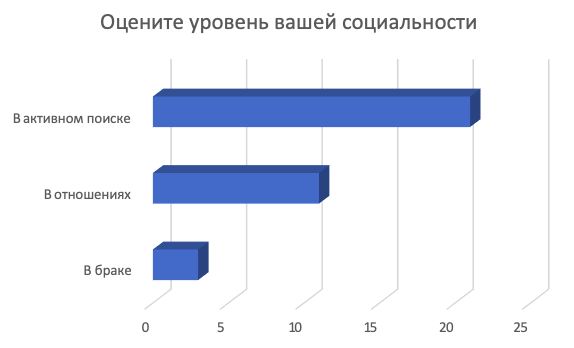 Оцените уровень вашей социальности
В активном поиске
В отношениях
В браке
0 5 10 15 20 25